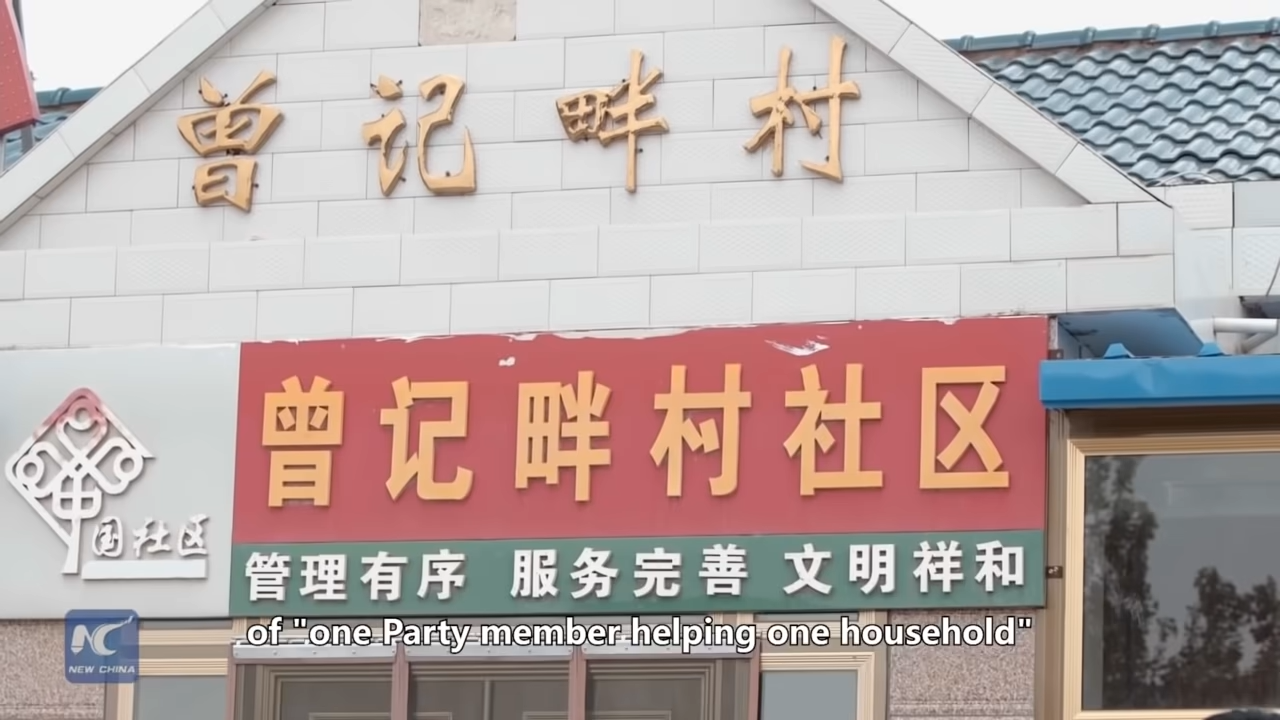 曾记畔村
曾记畔村社区
中国社区
管理有序 服务完善 文明祥和
of "one Party member helping one household"
NC
NEW CHINA